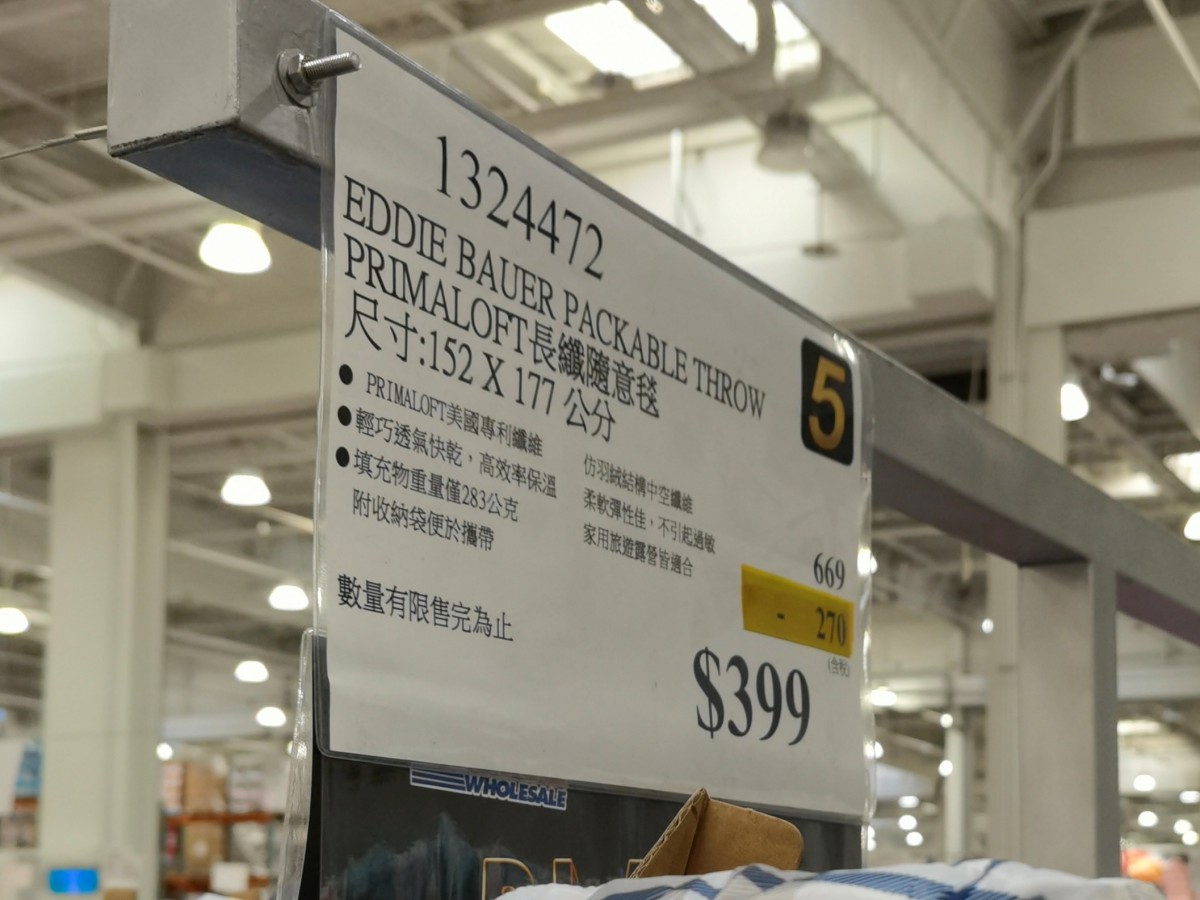 1324472
EDDIE BAUER PACKABLE THROW
PRIMALOFT長纖隨意毯
尺寸:152 X 177 公分
5
● PRIMALOFT美國專利纖維
● 輕巧透氣快乾，高效率保溫
● 填充物重量僅283公克
附收納袋便於攜帶
仿羽絨結構中空纖維
柔軟彈性佳，不引起過敏
家用旅遊露營皆適合
數量有限售完為止
669
- 270
(含稅)
$399
WHOLESALE